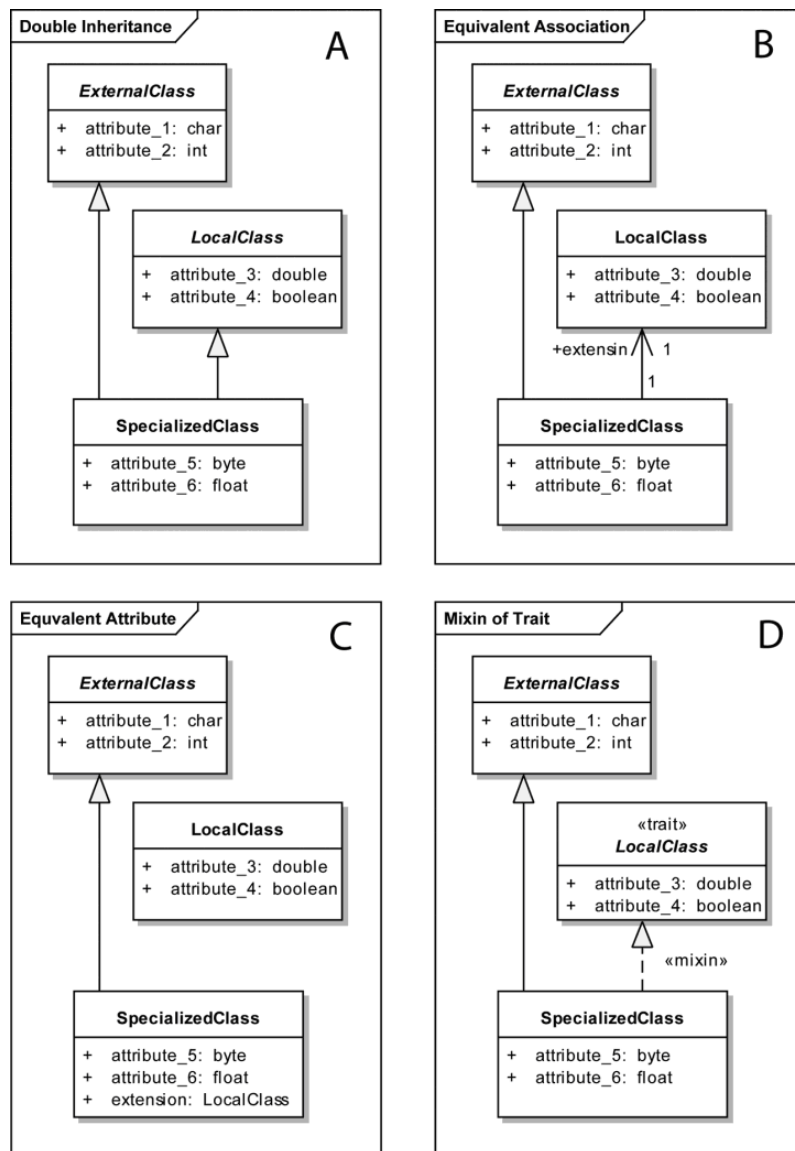 Double Inheritance
A
ExternalClass
+ attribute_1: char
+ attribute_2: int
LocalClass
+ attribute_3: double
+ attribute_4: boolean
SpecializedClass
+ attribute_5: byte
+ attribute_6: float
Equivalent Association
B
ExternalClass
+ attribute_1: char
+ attribute_2: int
LocalClass
+ attribute_3: double
+ attribute_4: boolean
+extensin 1
1
SpecializedClass
+ attribute_5: byte
+ attribute_6: float
Equvalent Attribute
C
ExternalClass
+ attribute_1: char
+ attribute_2: int
LocalClass
+ attribute_3: double
+ attribute_4: boolean
SpecializedClass
+ attribute_5: byte
+ attribute_6: float
+ extension: LocalClass
Mixin of Trait
D
ExternalClass
+ attribute_1: char
+ attribute_2: int
«trait»
LocalClass
+ attribute_3: double
+ attribute_4: boolean
«mixin»
SpecializedClass
+ attribute_5: byte
+ attribute_6: float